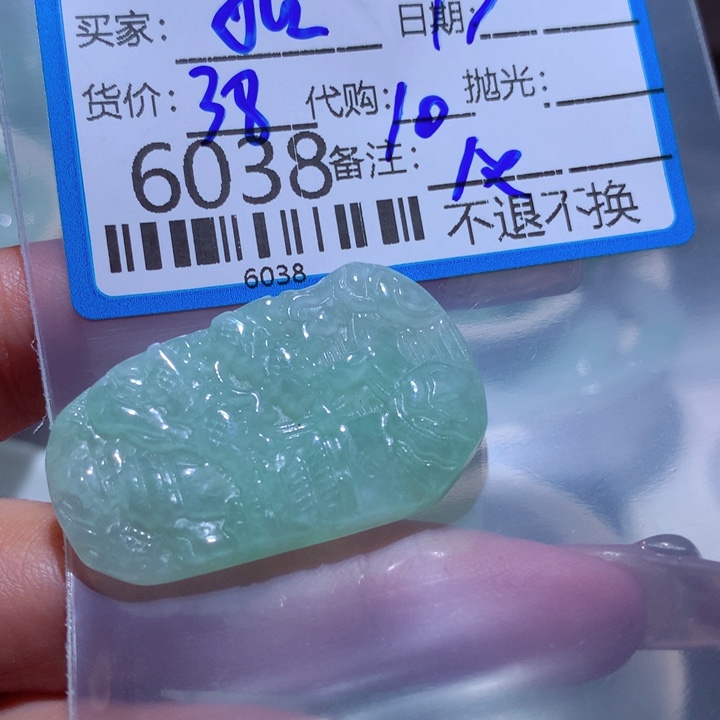 买家： 日期： 17
货价：38 代购：10 抛光：
6038 备注：
不退不换
6038